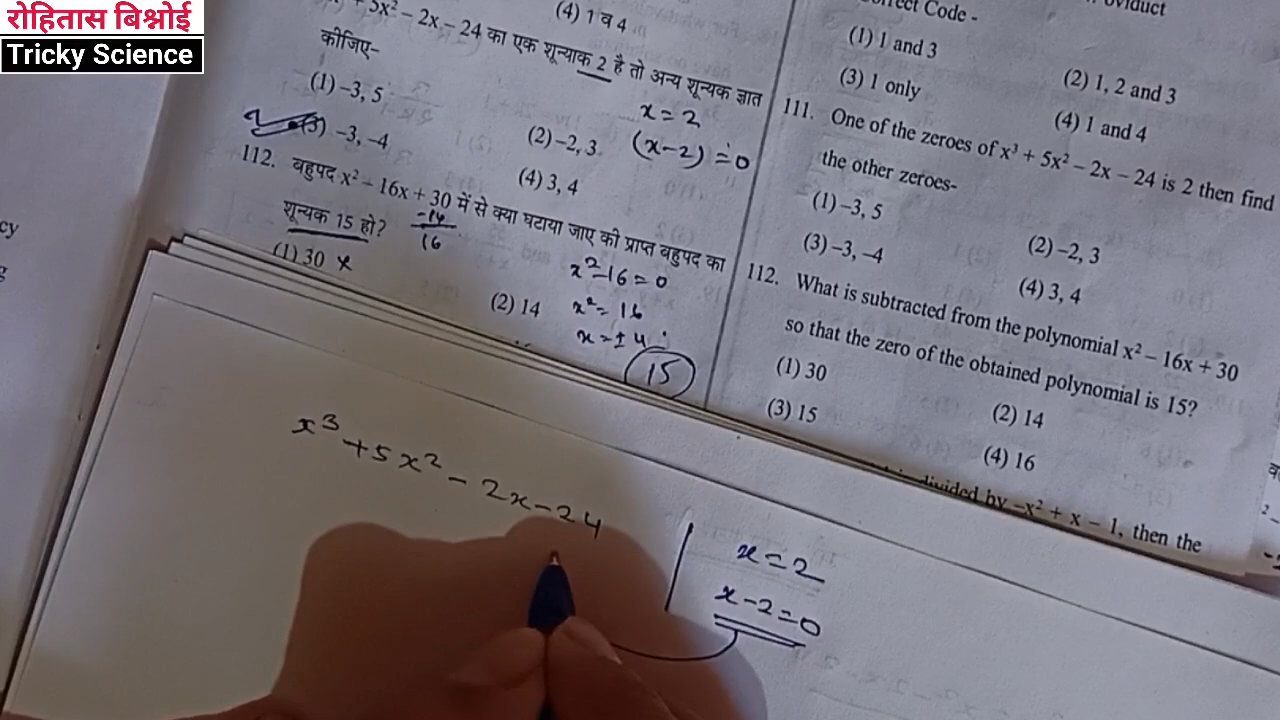 रोहितास बिश्नोई
Tricky Science
+ 5x² – 2x – 24 का एक शून्याक 2 है तो अन्य शून्यक ज्ञात
कीजिए–
(4) 1 व 4
(1) –3, 5
(2) –2, 3
(3) –3, –4
(4) 3, 4
x = 2
(x – 2) = 0
112. बहुपद x² – 16x + 30 में से क्या घटाया जाए की प्राप्त बहुपद का
शून्यक 15 हो?
–14
16
(1) 30 ×
(2) 14
x² – 16 = 0
x² = 16
x = ± 4
15
Code -
(1) 1 and 3
(2) 1, 2 and 3
(3) 1 only
(4) 1 and 4
111. One of the zeroes of x³ + 5x² – 2x – 24 is 2 then find
the other zeroes-
(1) –3, 5
(2) –2, 3
(3) –3, –4
(4) 3, 4
112. What is subtracted from the polynomial x² – 16x + 30
so that the zero of the obtained polynomial is 15?
(1) 30
(2) 14
(3) 15
(4) 16
divided by –x² + x – 1, then the
x³ + 5x² – 2x – 24
x = 2
x – 2 = 0